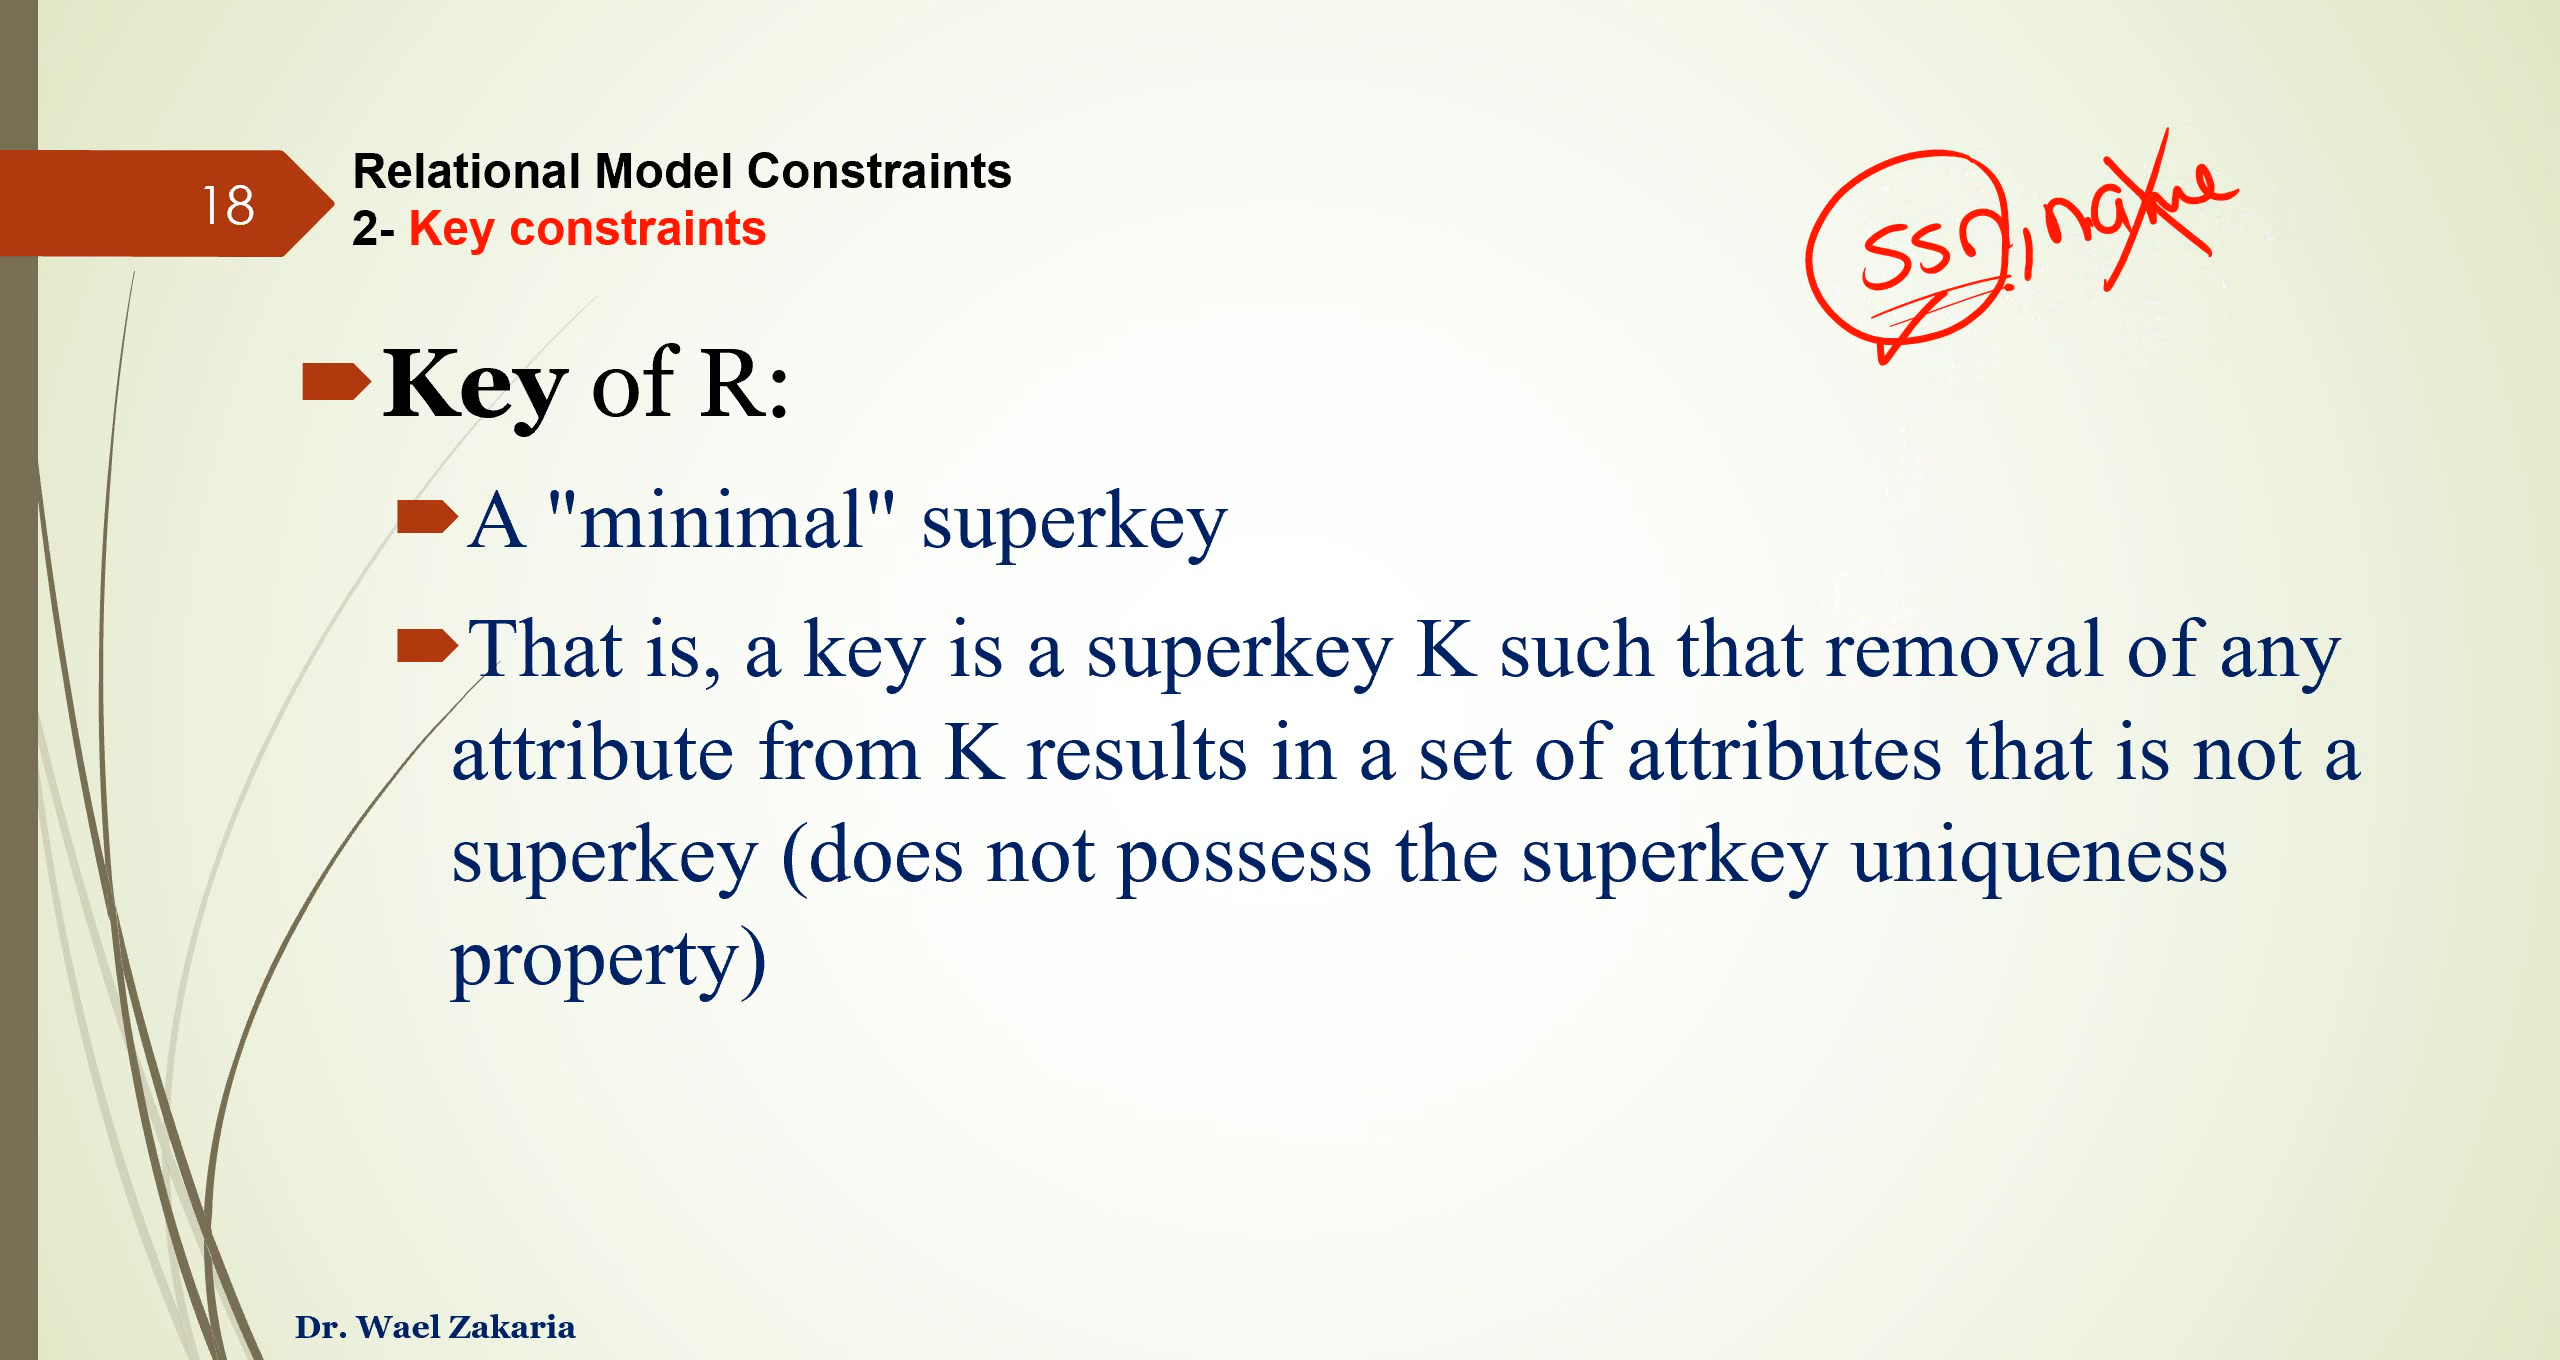 18
Relational Model Constraints
2- Key constraints
ssn, name
Key of R:
A "minimal" superkey
That is, a key is a superkey K such that removal of any
attribute from K results in a set of attributes that is not a
superkey (does not possess the superkey uniqueness
property)
Dr. Wael Zakaria